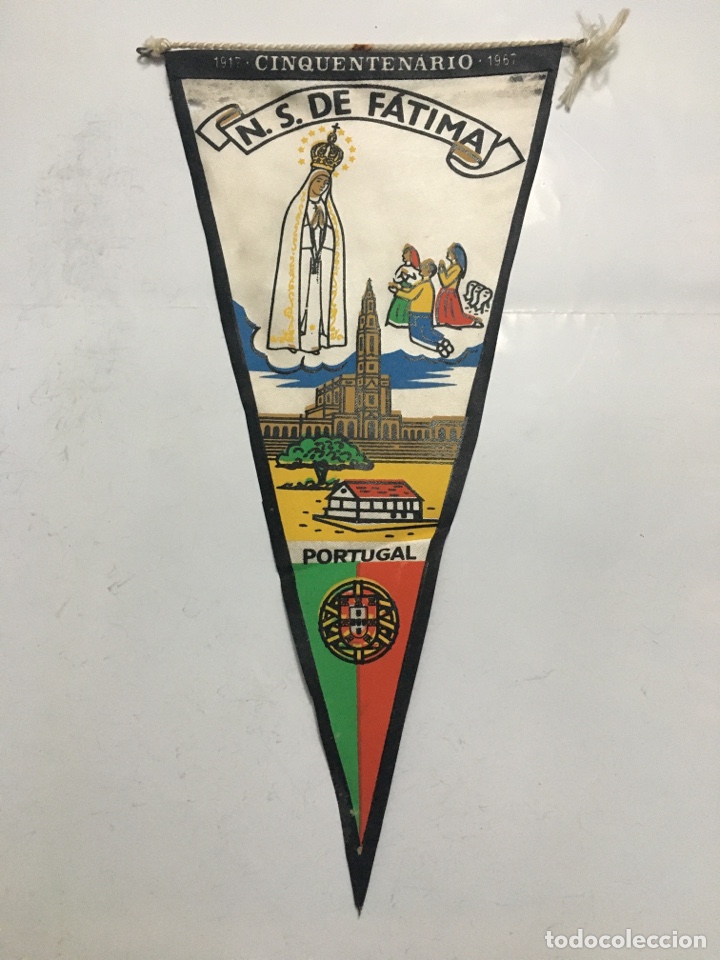 1917 · CINQUENTENÁRIO · 1967
N. S. DE FÁTIMA
PORTUGAL
todocoleccion